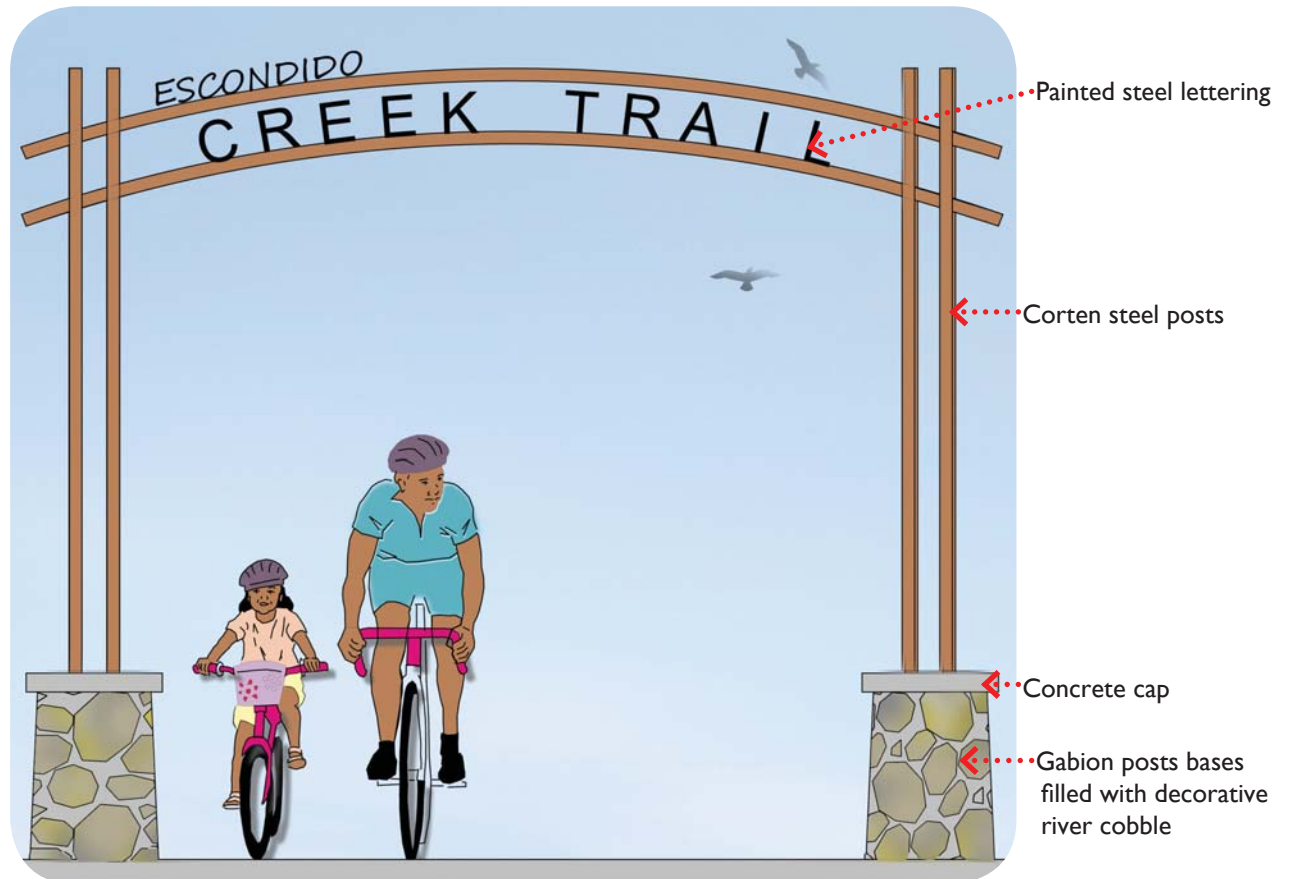 ESCONDIDO
CREEK TRAIL
Painted steel lettering
Corten steel posts
Concrete cap
Gabion posts bases
filled with decorative
river cobble